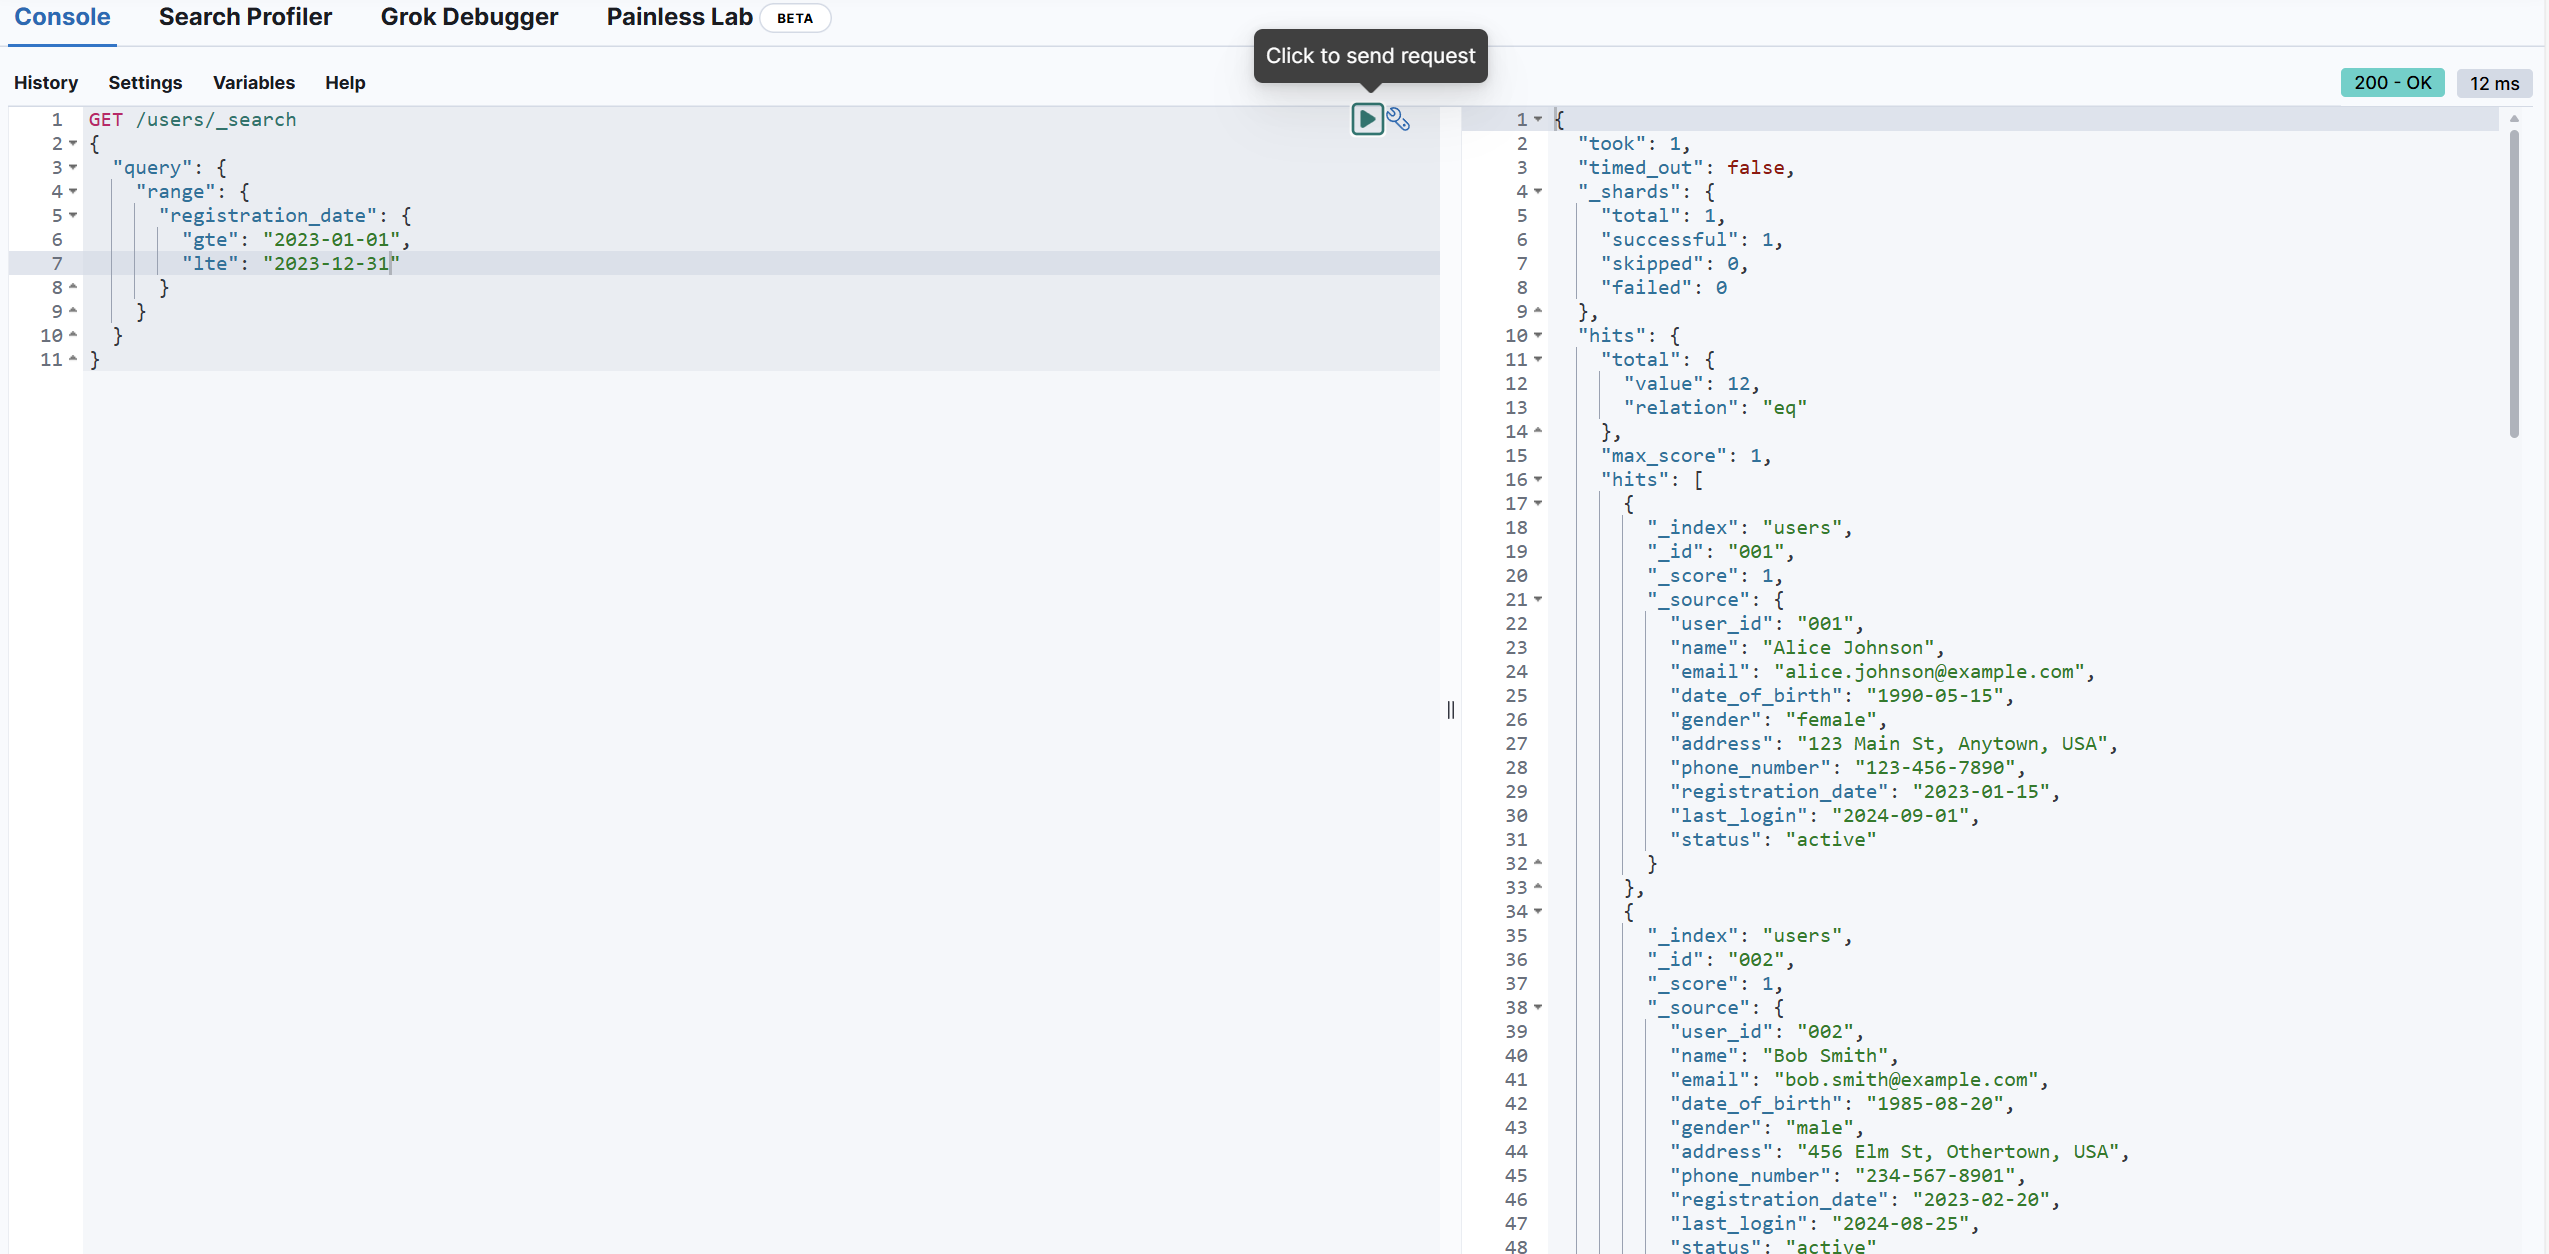 Console Search Profiler Grok Debugger Painless Lab BETA
Click to send request
History Settings Variables Help
200 - OK 12 ms
1 GET /users/_search
2 {
3 "query": {
4 "range": {
5 "registration_date": {
6 "gte": "2023-01-01",
7 "lte": "2023-12-31"
8 }
9 }
10 }
11 }
1 {
2 "took": 1,
3 "timed_out": false,
4 "_shards": {
5 "total": 1,
6 "successful": 1,
7 "skipped": 0,
8 "failed": 0
9 },
10 "hits": {
11 "total": {
12 "value": 12,
13 "relation": "eq"
14 },
15 "max_score": 1,
16 "hits": [
17 {
18 "_index": "users",
19 "_id": "001",
20 "_score": 1,
21 "_source": {
22 "user_id": "001",
23 "name": "Alice Johnson",
24 "email": "alice.johnson@example.com",
25 "date_of_birth": "1990-05-15",
26 "gender": "female",
27 "address": "123 Main St, Anytown, USA",
28 "phone_number": "123-456-7890",
29 "registration_date": "2023-01-15",
30 "last_login": "2024-09-01",
31 "status": "active"
32 }
33 },
34 {
35 "_index": "users",
36 "_id": "002",
37 "_score": 1,
38 "_source": {
39 "user_id": "002",
40 "name": "Bob Smith",
41 "email": "bob.smith@example.com",
42 "date_of_birth": "1985-08-20",
43 "gender": "male",
44 "address": "456 Elm St, Othertown, USA",
45 "phone_number": "234-567-8901",
46 "registration_date": "2023-02-20",
47 "last_login": "2024-08-25",
48 "status": "active"